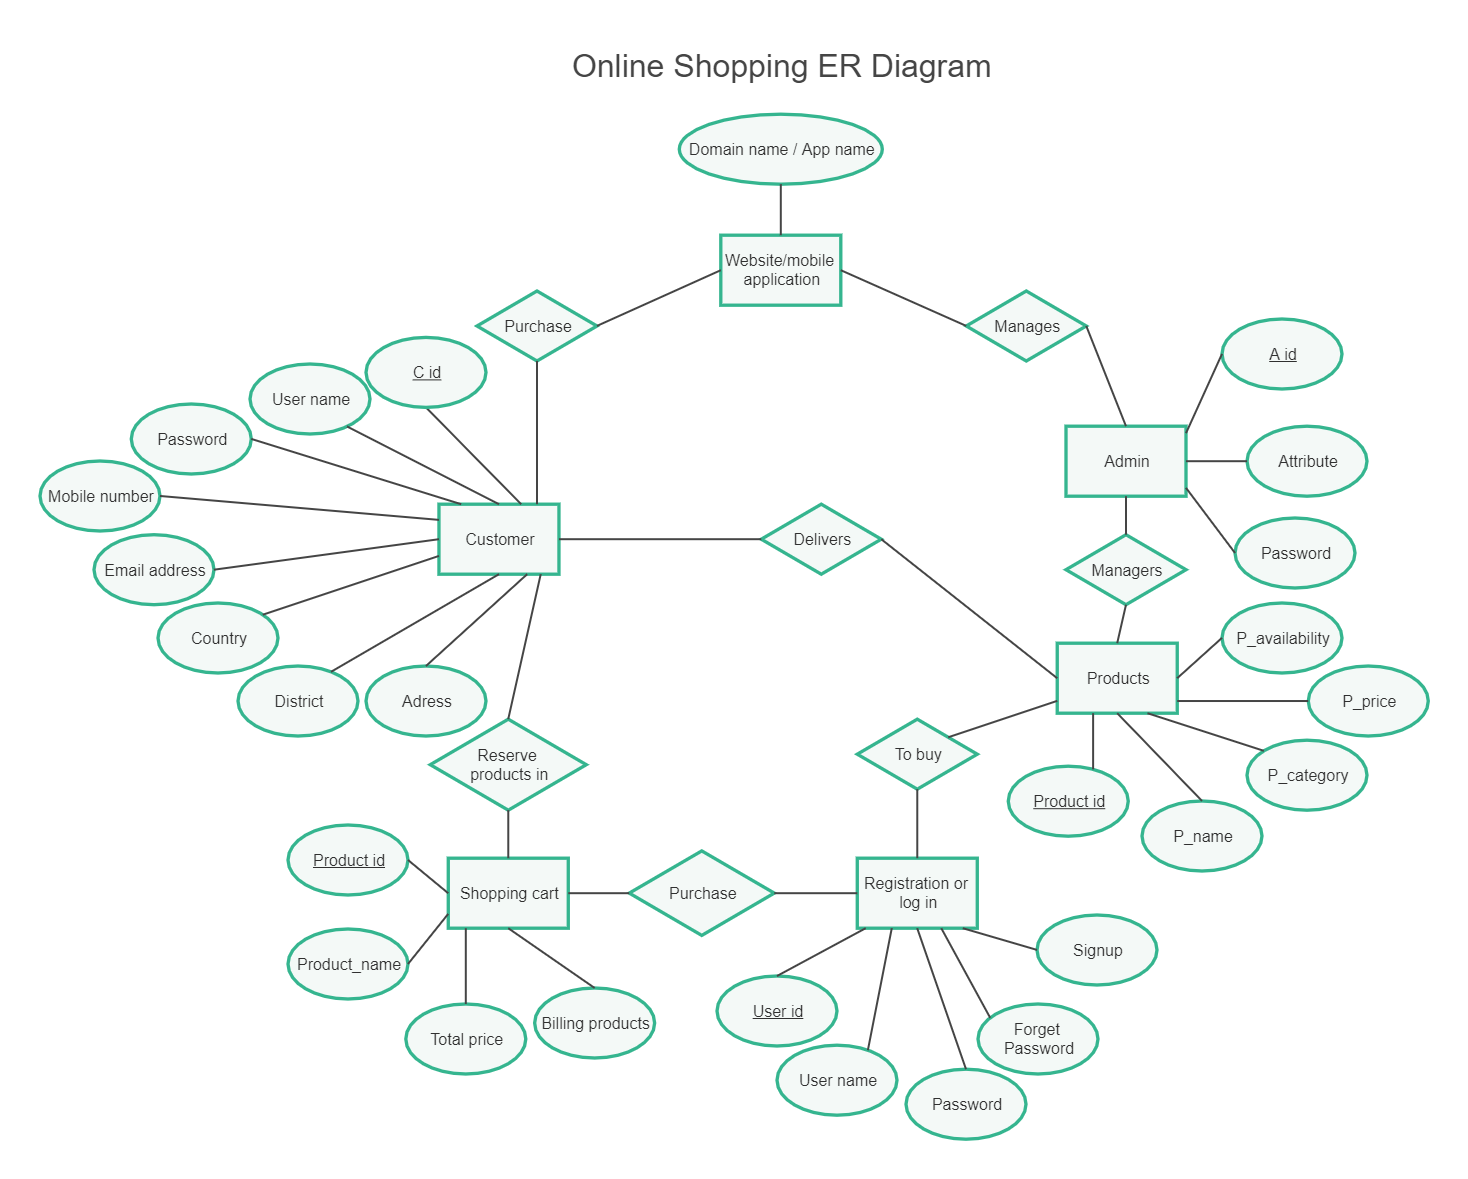 Online Shopping ER Diagram
Domain name / App name
Website/mobile
application
Purchase
Manages
A id
C id
User name
Password
Mobile number
Email address
Country
District
Adress
Customer
Delivers
Admin
Attribute
Password
Managers
Products
P_availability
P_price
P_category
P_name
Product id
To buy
Reserve
products in
Product id
Shopping cart
Purchase
Registration or
log in
Product_name
Total price
Billing products
User id
User name
Password
Forget
Password
Signup